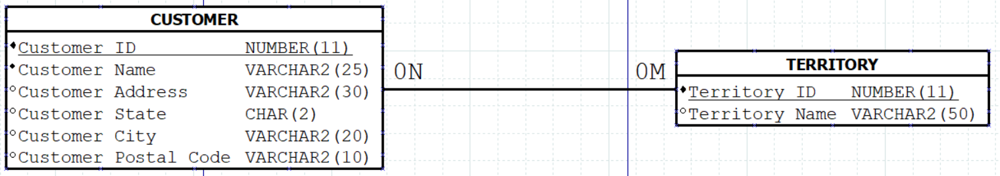 CUSTOMER
Customer ID NUMBER(11)
Customer Name VARCHAR2(25)
Customer Address VARCHAR2(30)
Customer State CHAR(2)
Customer City VARCHAR2(20)
Customer Postal Code VARCHAR2(10)
0N
0M
TERRITORY
Territory ID NUMBER(11)
Territory Name VARCHAR2(50)